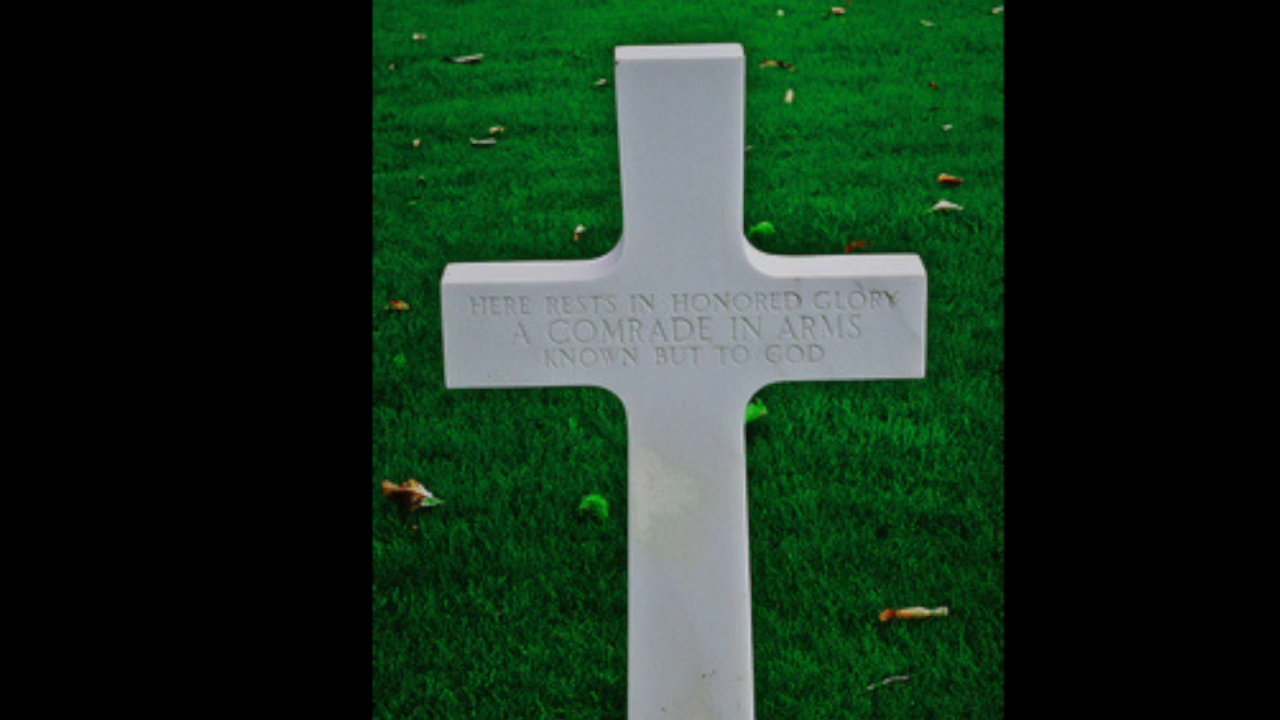 HERE RESTS IN HONORED GLORY
A COMRADE IN ARMS
KNOWN BUT TO GOD